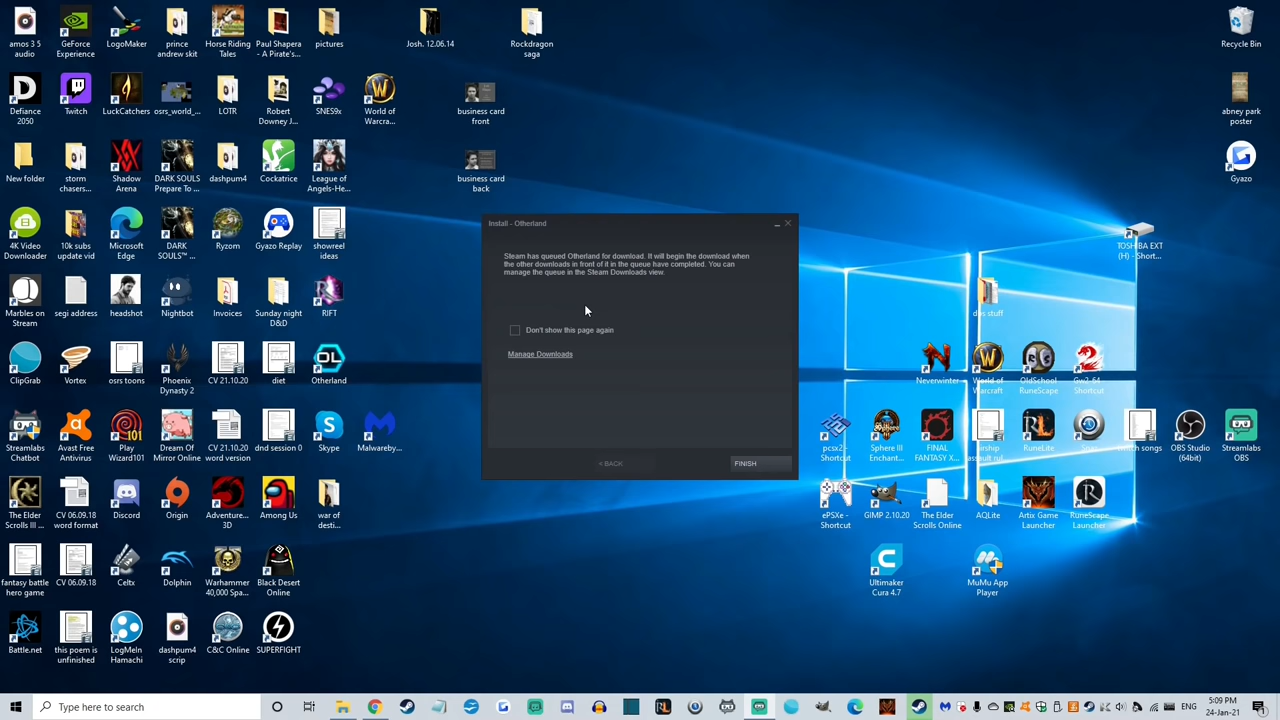 amos 3 5
audio
GeForce
Experience
LogoMaker
prince
andrew skit
Horse Riding
Tales
Paul Shapera
- A Pirate's...
pictures
Josh. 12.06.14
Rockdragon
saga
Recycle Bin
Defiance
2050
Twitch
LuckCatchers
osrs_world_...
LOTR
Robert
Downey J...
SNES9x
World of
Warcra...
business card
front
abney park
poster
New folder
storm
chasers...
Shadow
Arena
DARK SOULS
Prepare To ...
dashpum4
Cockatrice
League of
Angels-He...
business card
back
Gyazo
4K Video
Downloader
10k subs
update vid
Microsoft
Edge
DARK
SOULS™ ...
Ryzom
Gyazo Replay
showreel
ideas
TOSHIBA EXT
(H) - Short...
Install - Otherland
Steam has queued Otherland for download. It will begin the download when
the other downloads in front of it in the queue have completed. You can
manage the queue in the Steam Downloads view.
Don't show this page again
Manage Downloads
< BACK
FINISH
Marbles on
Stream
segi address
headshot
Nightbot
Invoices
Sunday night
D&D
RIFT
ClipGrab
Vortex
osrs toons
Phoenix
Dynasty 2
CV 21.10.20
diet
OL
Otherland
Neverwinter
World of
Warcraft
OldSchool
RuneScape
Gw2-64 -
Shortcut
Streamlabs
Chatbot
Avast Free
Antivirus
Play
Wizard101
Dream Of
Mirror Online
CV 21.10.20
word version
dnd session 0
Skype
Malwareby...
pcsx2 -
Shortcut
Sphere III
Enchant...
FINAL
FANTASY X...
RuneLite
OBS Studio
(64bit)
Streamlabs
OBS
The Elder
Scrolls III ...
CV 06.09.18
word format
Discord
Origin
Adventure...
3D
Among Us
war of
desti...
ePSXe -
Shortcut
GIMP 2.10.20
The Elder
Scrolls Online
AQLite
Artix Game
Launcher
RuneScape
Launcher
fantasy battle
hero game
CV 06.09.18
Celtx
Dolphin
Warhammer
40,000 Spa...
Black Desert
Online
Ultimaker
Cura 4.7
MuMu App
Player
Battle.net
this poem is
unfinished
LogMeIn
Hamachi
dashpum4
scrip
C&C Online
SUPERFIGHT
Type here to search
ENG
5:09 PM
24-Jan-21